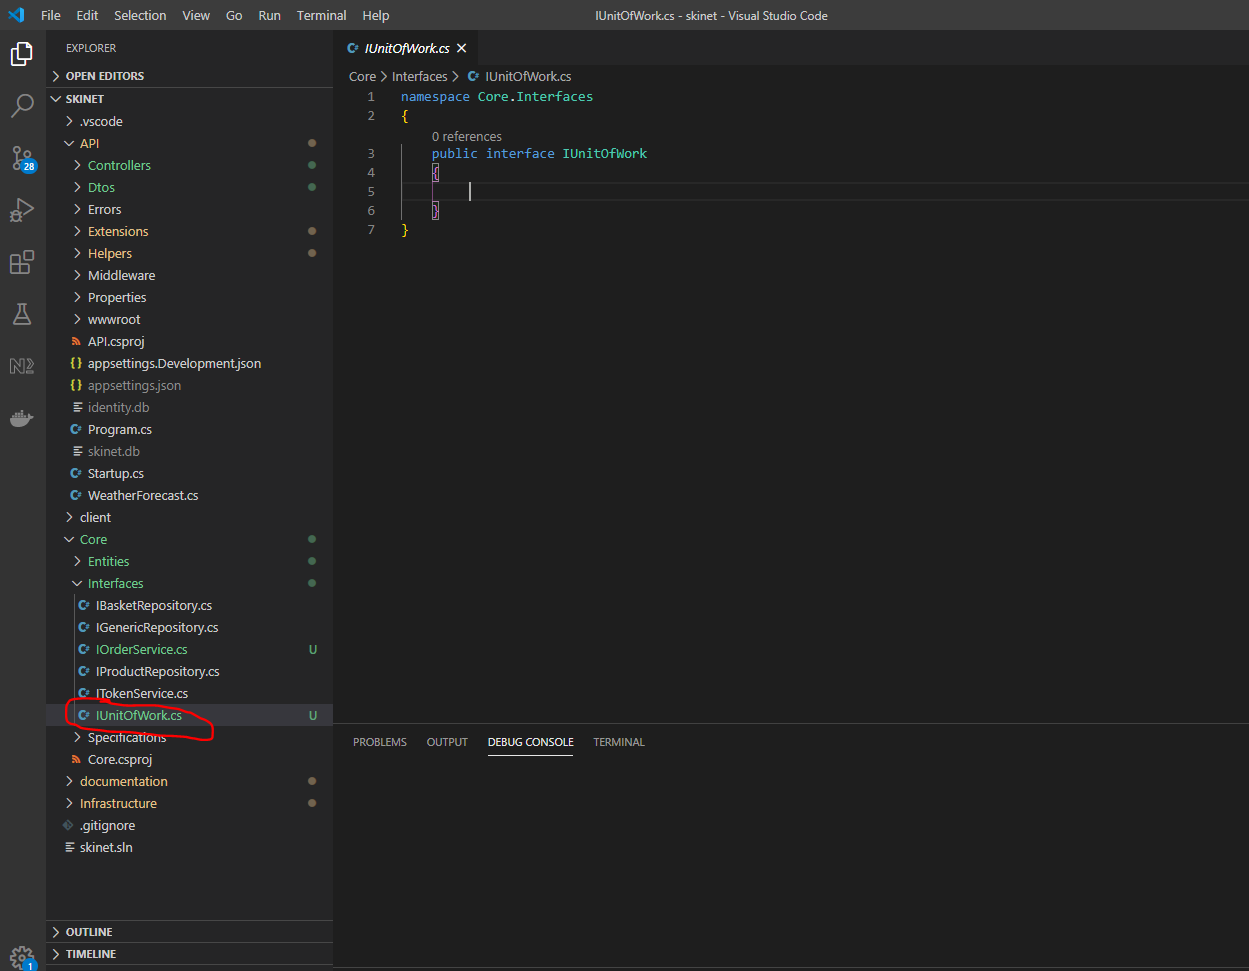 File Edit Selection View Go Run Terminal Help
IUnitOfWork.cs - skinet - Visual Studio Code
EXPLORER
OPEN EDITORS
SKINET
.vscode
API
Controllers
Dtos
Errors
Extensions
Helpers
Middleware
Properties
wwwroot
API.csproj
{} appsettings.Development.json
{} appsettings.json
identity.db
C# Program.cs
skinet.db
C# Startup.cs
C# WeatherForecast.cs
client
Core
Entities
Interfaces
C# IBasketRepository.cs
C# IGenericRepository.cs
C# IOrderService.cs U
C# IProductRepository.cs
C# ITokenService.cs
C# IUnitOfWork.cs U
Specifications
Core.csproj
documentation
Infrastructure
.gitignore
skinet.sln
OUTLINE
TIMELINE
28
N2
1
C# IUnitOfWork.cs
Core > Interfaces > C# IUnitOfWork.cs
1 namespace Core.Interfaces
2 {
0 references
3 public interface IUnitOfWork
4 {
5
6 }
7 }
PROBLEMS OUTPUT DEBUG CONSOLE TERMINAL